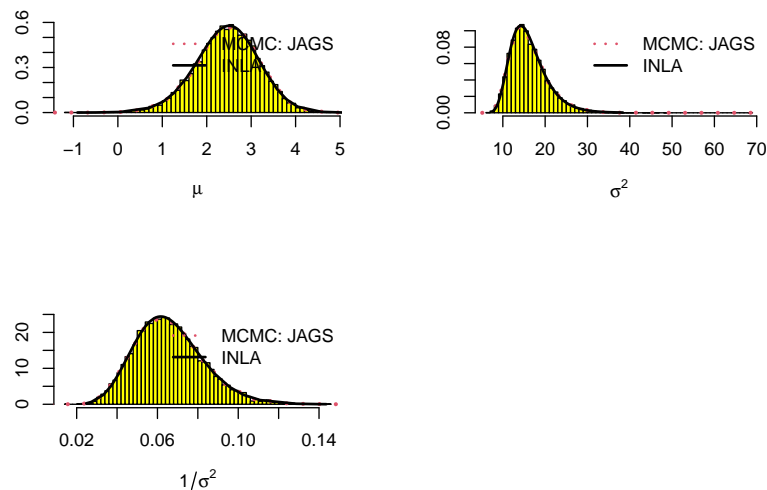 0.0 0.3 0.6
MCMC: JAGS
INLA
−1 0 1 2 3 4 5
μ
0.00 0.08
MCMC: JAGS
INLA
10 20 30 40 50 60 70
σ²
0 10 20
MCMC: JAGS
INLA
0.02 0.06 0.10 0.14
1/σ²